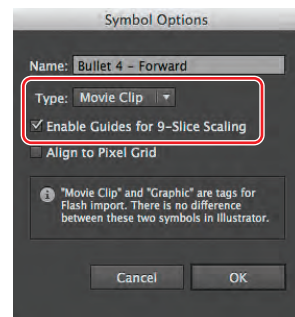 Symbol Options
Name: Bullet 4 – Forward
Type: Movie Clip
Enable Guides for 9-Slice Scaling
Align to Pixel Grid
"Movie Clip" and "Graphic" are tags for
Flash import. There is no difference
between these two symbols in Illustrator.
Cancel OK